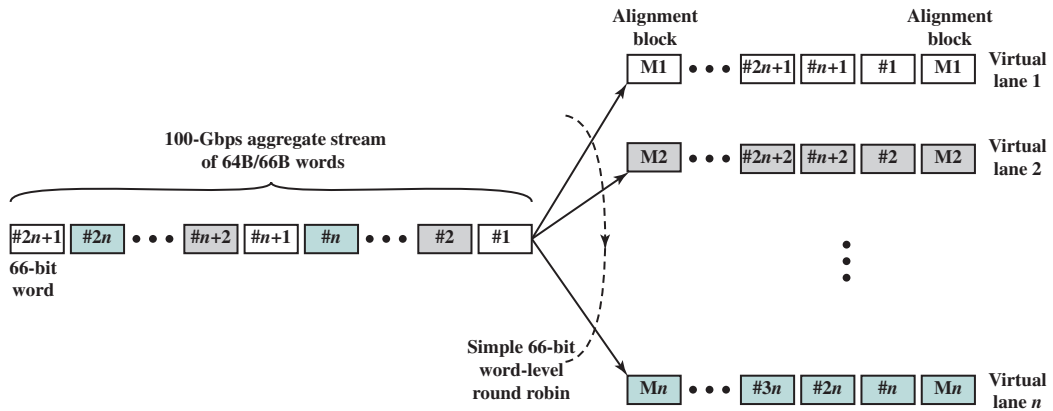 Alignment
block
Alignment
block
M1 #2n+1 #n+1 #1 M1
Virtual
lane 1
100-Gbps aggregate stream
of 64B/66B words
M2 #2n+2 #n+2 #2 M2
Virtual
lane 2
#2n+1 #2n #n+2 #n+1 #n #2 #1
66-bit
word
Simple 66-bit
word-level
round robin
Mn #3n #2n #n Mn
Virtual
lane n